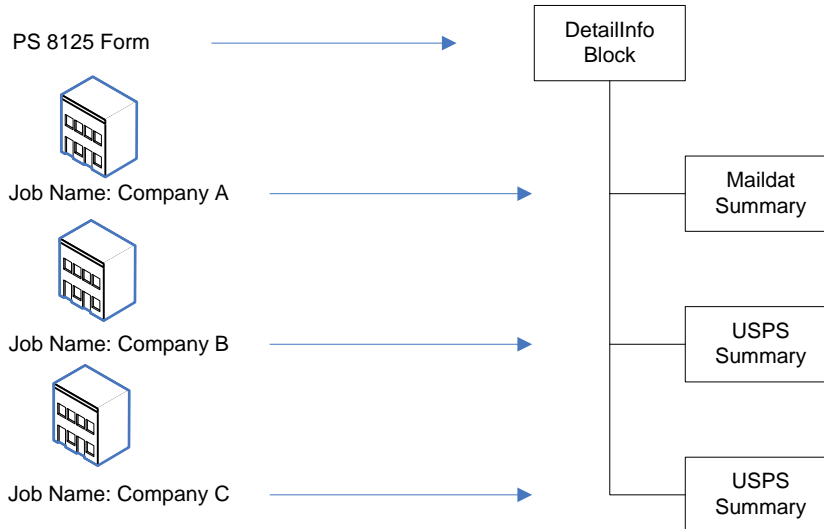 PS 8125 Form
DetailInfo
Block
Job Name: Company A
Maildat
Summary
Job Name: Company B
USPS
Summary
Job Name: Company C
USPS
Summary